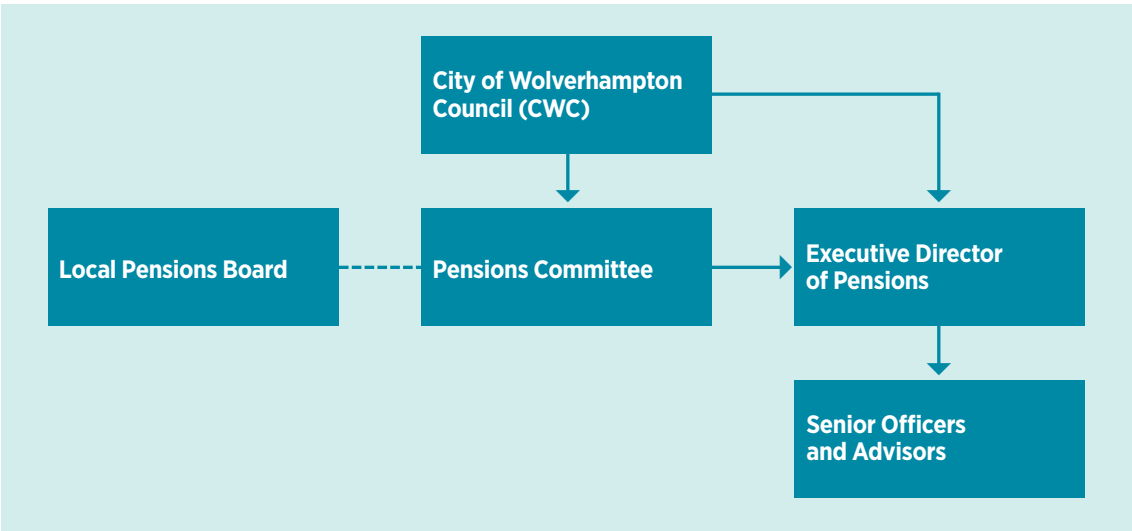 City of Wolverhampton
Council (CWC)
Local Pensions Board
Pensions Committee
Executive Director
of Pensions
Senior Officers
and Advisors